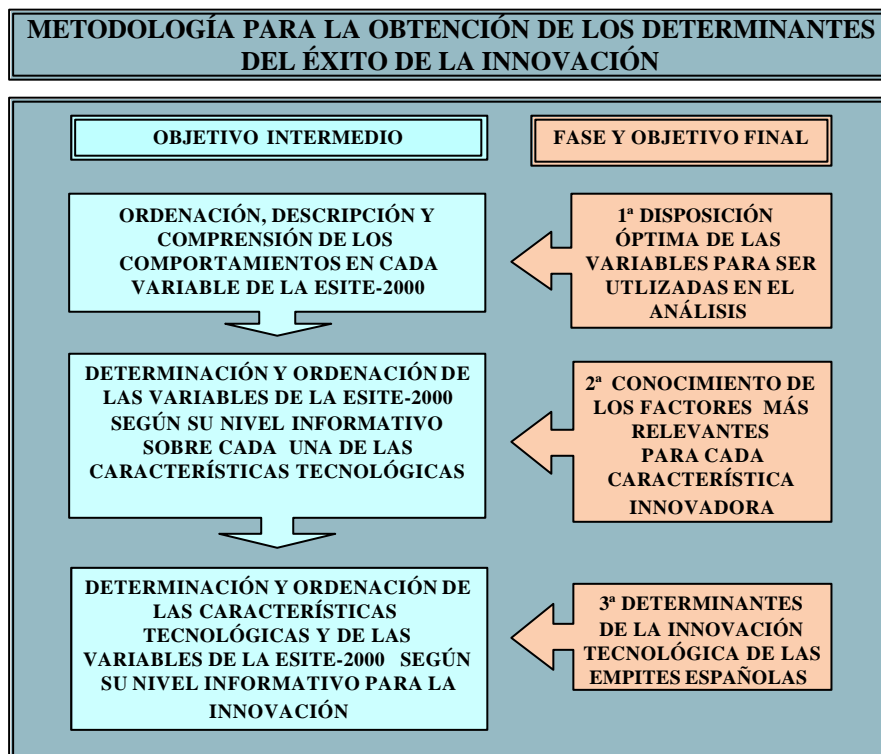 METODOLOGÍA PARA LA OBTENCIÓN DE LOS DETERMINANTES
DEL ÉXITO DE LA INNOVACIÓN
OBJETIVO INTERMEDIO
FASE Y OBJETIVO FINAL
ORDENACIÓN, DESCRIPCIÓN Y
COMPRENSIÓN DE LOS
COMPORTAMIENTOS EN CADA
VARIABLE DE LA ESITE-2000
1ª DISPOSICIÓN
ÓPTIMA DE LAS
VARIABLES PARA SER
UTLIZADAS EN EL
ANÁLISIS
DETERMINACIÓN Y ORDENACIÓN DE
LAS VARIABLES DE LA ESITE-2000
SEGÚN SU NIVEL INFORMATIVO
SOBRE CADA UNA DE LAS
CARACTERÍSTICAS TECNOLÓGICAS
2ª CONOCIMIENTO DE
LOS FACTORES MÁS
RELEVANTES
PARA CADA
CARACTERÍSTICA
INNOVADORA
DETERMINACIÓN Y ORDENACIÓN DE
LAS CARACTERÍSTICAS
TECNOLÓGICAS Y DE LAS
VARIABLES DE LA ESITE-2000 SEGÚN
SU NIVEL INFORMATIVO PARA LA
INNOVACIÓN
3ª DETERMINANTES
DE LA INNOVACIÓN
TECNOLÓGICA DE LAS
EMPITES ESPAÑOLAS